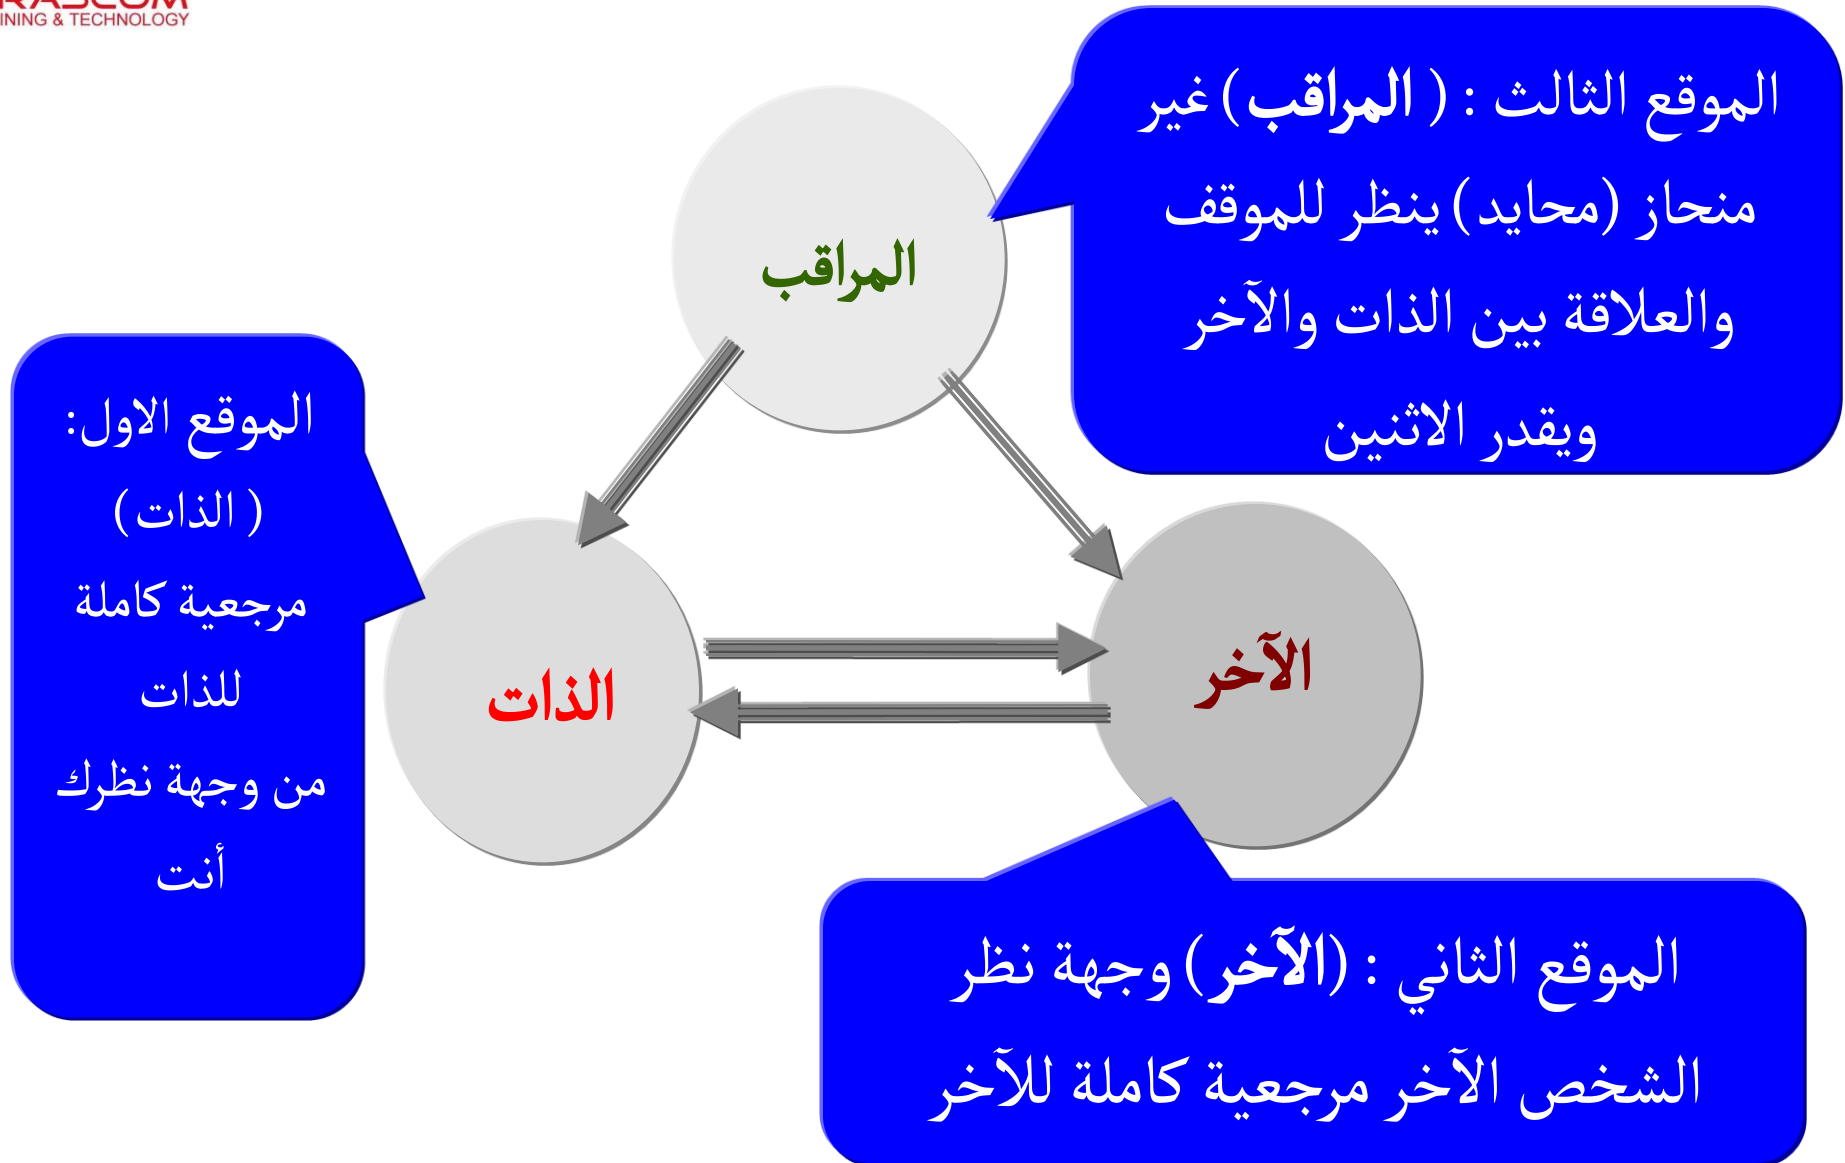 INING & TECHNOLOGY
الموقع الثالث : ( المراقب) غير
منحاز (محايد) ينظر للموقف
والعلاقة بين الذات والآخر
ويقدر الاثنين
المراقب
الموقع الاول:
( الذات)
مرجعية كاملة
للذات
من وجهة نظرك
أنت
الآخر
الذات
الموقع الثاني : (الآخر) وجهة نظر
الشخص الآخر مرجعية كاملة للآخر